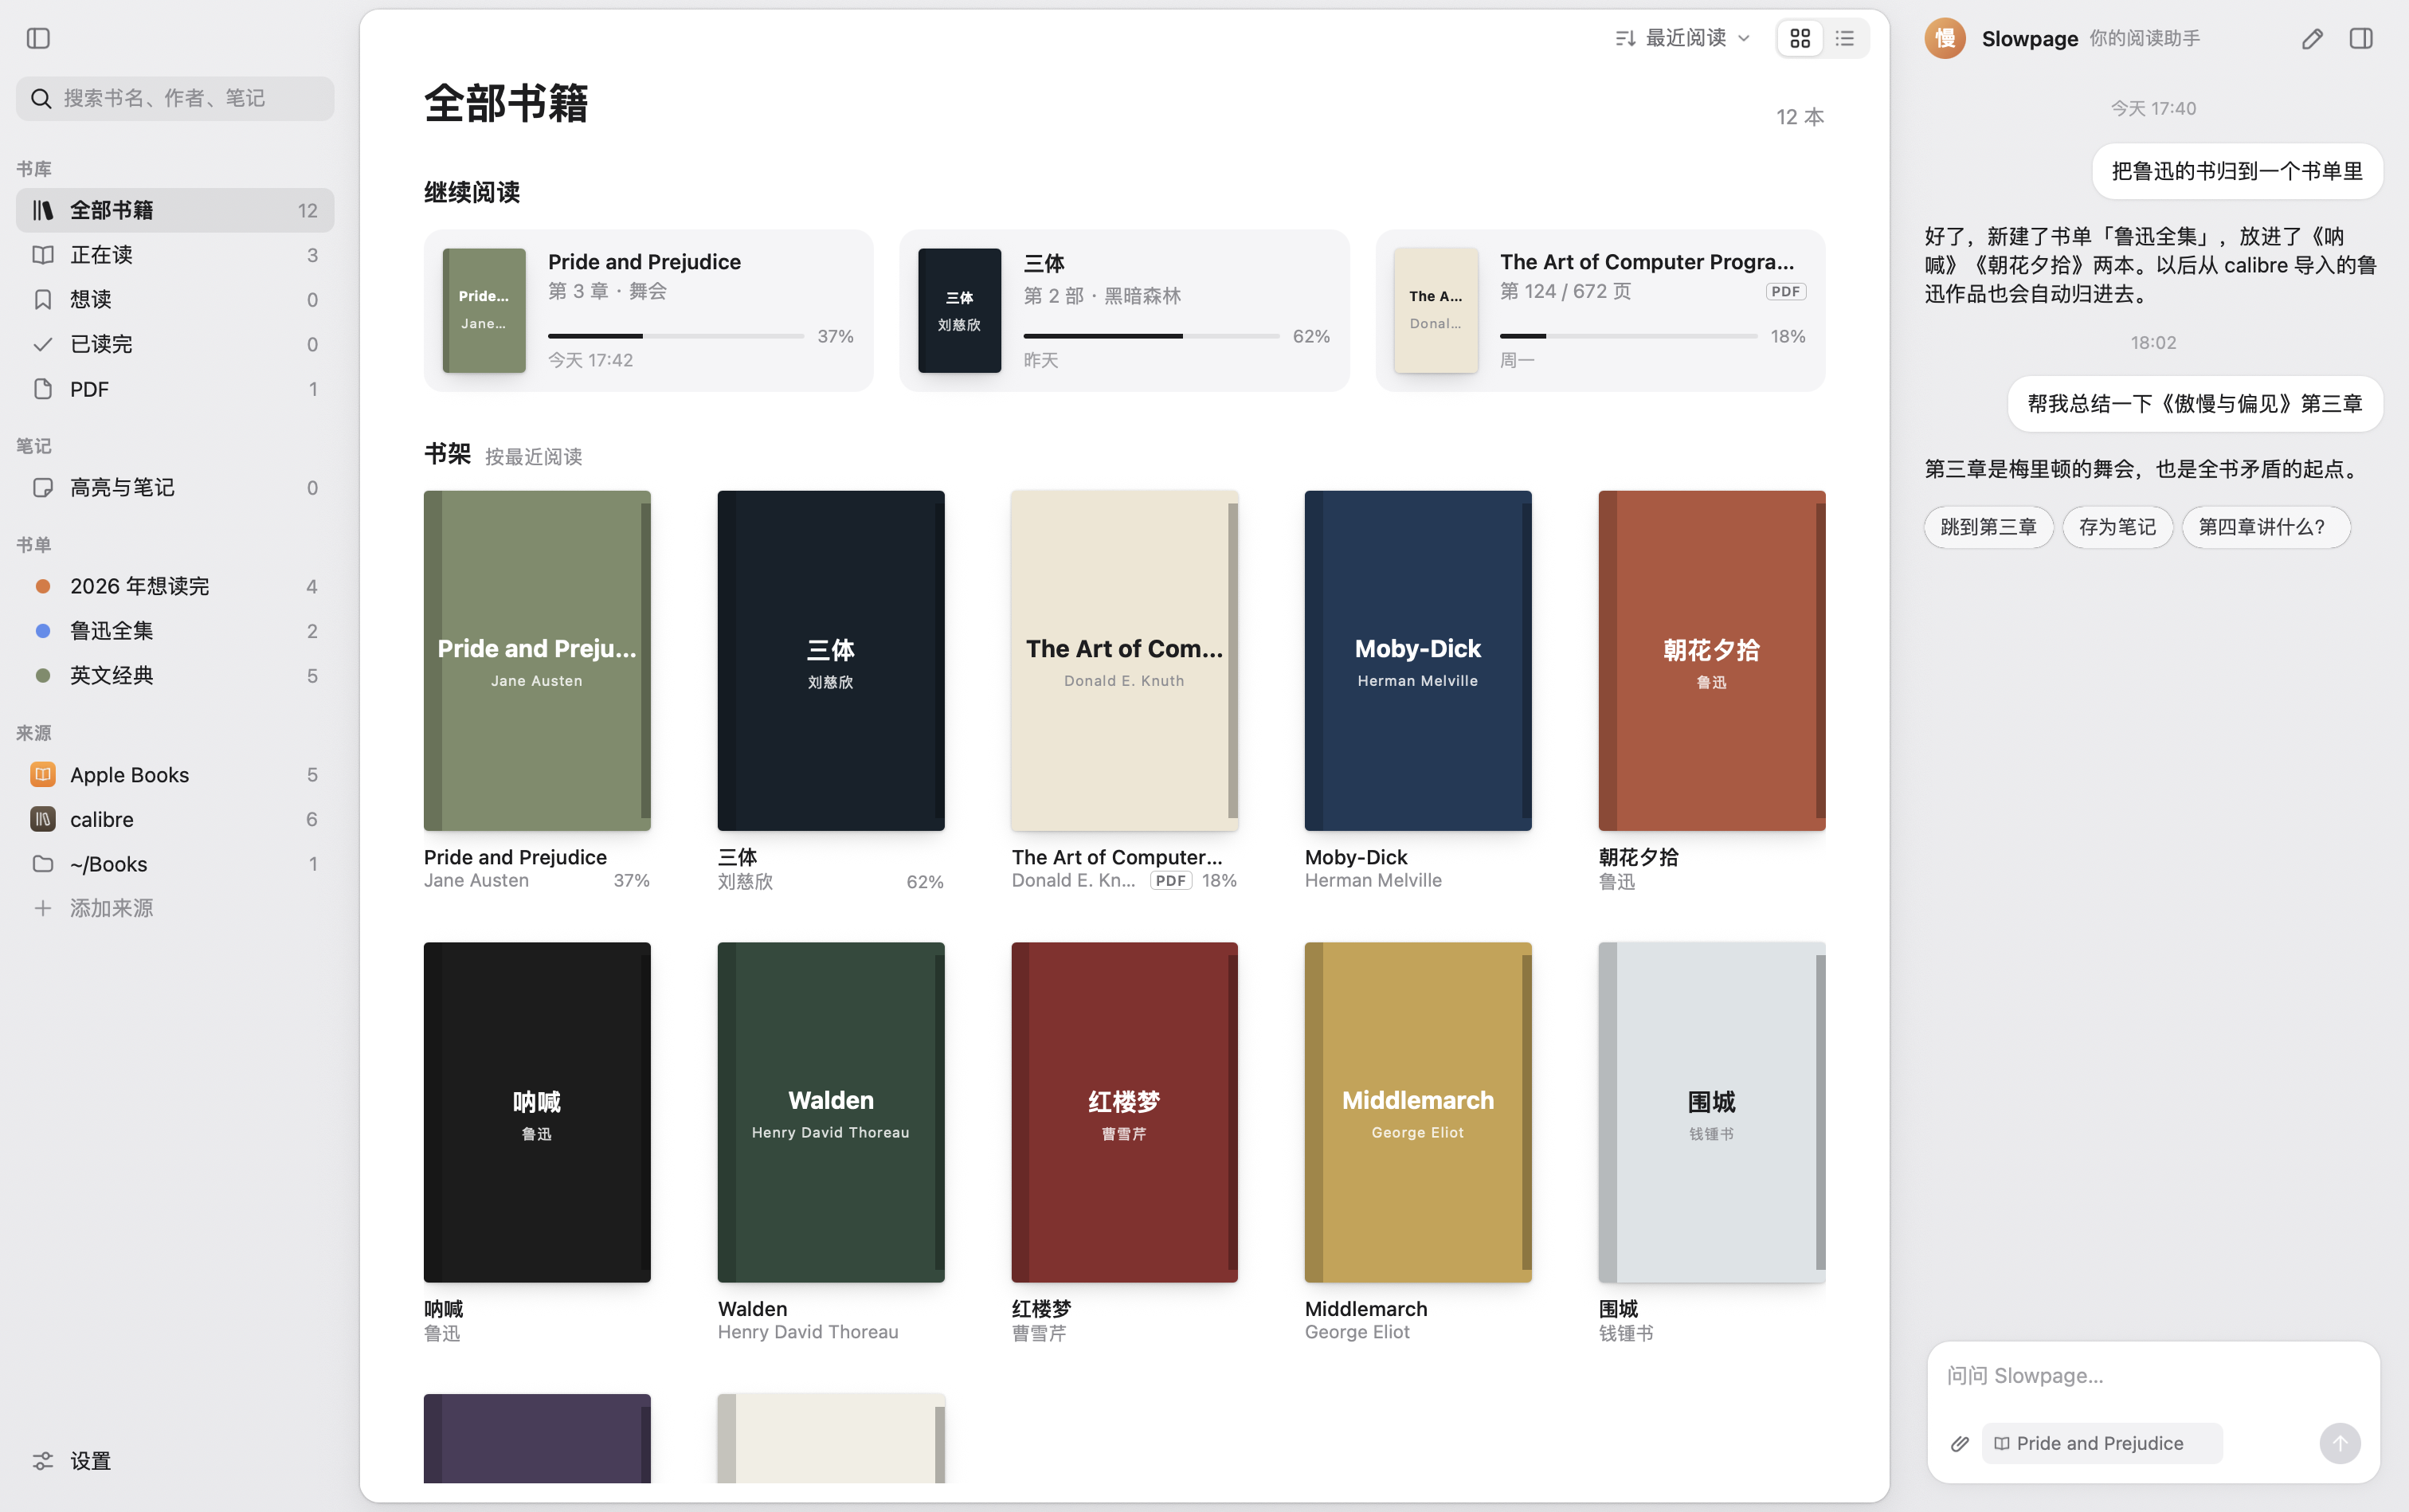 搜索书名、作者、笔记
书库
全部书籍 12
正在读 3
想读 0
已读完 0
PDF 1
笔记
高亮与笔记 0
书单
2026 年想读完 4
鲁迅全集 2
英文经典 5
来源
Apple Books 5
calibre 6
~/Books 1
添加来源
设置
最近阅读
全部书籍
12 本
继续阅读
Pride...
Jane...
Pride and Prejudice
第 3 章 · 舞会
37%
今天 17:42
三体
刘慈欣
三体
第 2 部 · 黑暗森林
62%
昨天
The A...
Donal...
The Art of Computer Progra...
第 124 / 672 页 PDF
18%
周一
书架 按最近阅读
Pride and Preju...
Jane Austen
Pride and Prejudice
Jane Austen 37%
三体
刘慈欣
三体
刘慈欣 62%
The Art of Com...
Donald E. Knuth
The Art of Computer...
Donald E. Kn... PDF 18%
Moby-Dick
Herman Melville
Moby-Dick
Herman Melville
朝花夕拾
鲁迅
朝花夕拾
鲁迅
呐喊
鲁迅
呐喊
鲁迅
Walden
Henry David Thoreau
Walden
Henry David Thoreau
红楼梦
曹雪芹
红楼梦
曹雪芹
Middlemarch
George Eliot
Middlemarch
George Eliot
围城
钱锺书
围城
钱锺书
慢 Slowpage 你的阅读助手
今天 17:40
把鲁迅的书归到一个书单里
好了，新建了书单「鲁迅全集」，放进了《呐
喊》《朝花夕拾》两本。以后从 calibre 导入的鲁
迅作品也会自动归进去。
18:02
帮我总结一下《傲慢与偏见》第三章
第三章是梅里顿的舞会，也是全书矛盾的起点。
跳到第三章 存为笔记 第四章讲什么？
问问 Slowpage...
Pride and Prejudice